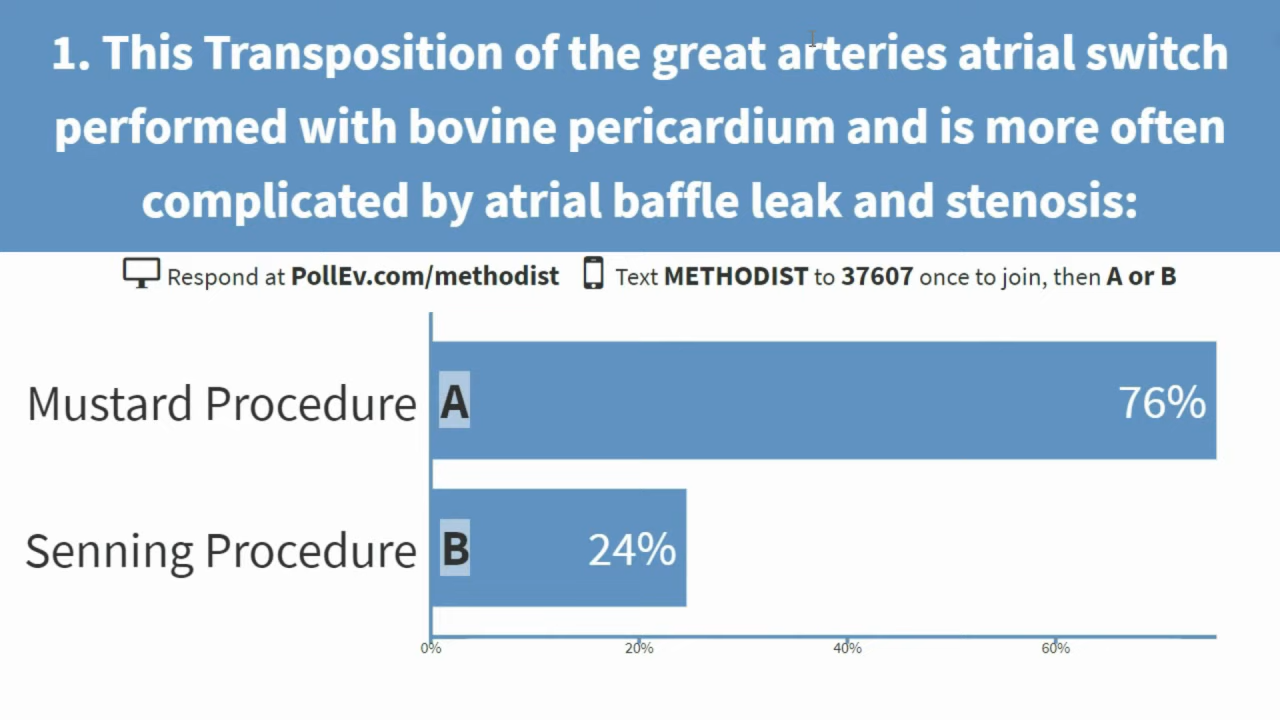 1. This Transposition of the great arteries atrial switch
performed with bovine pericardium and is more often
complicated by atrial baffle leak and stenosis:
Respond at PollEv.com/methodist Text METHODIST to 37607 once to join, then A or B
Mustard Procedure A 76%
Senning Procedure B 24%
0% 20% 40% 60%